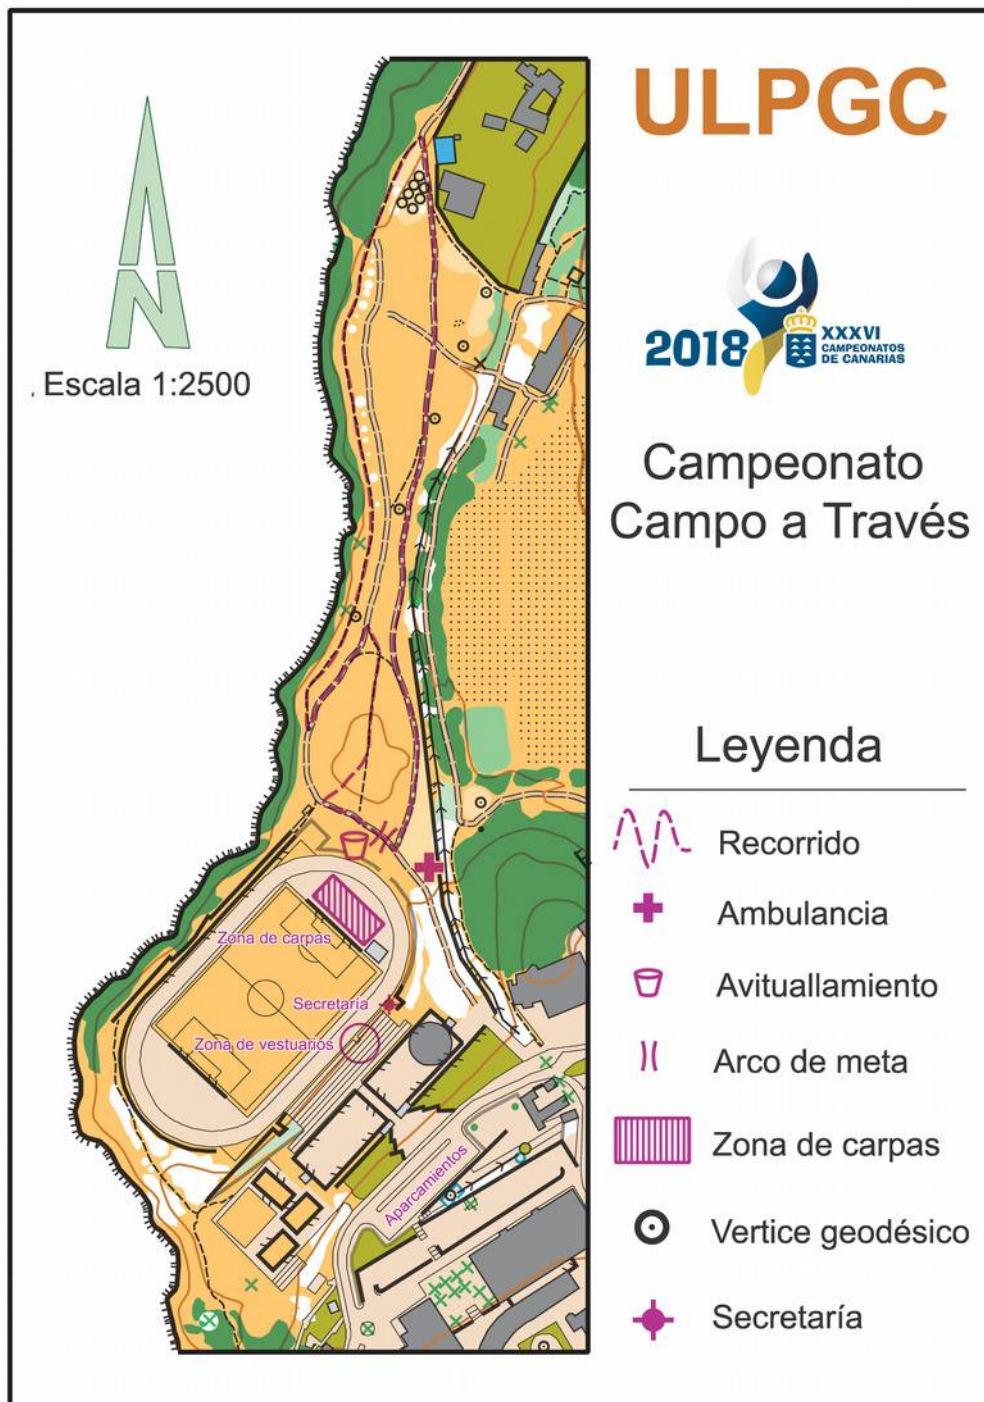 ULPGC
N
, Escala 1:2500
2018
XXXVI
CAMPEONATOS
DE CANARIAS
Campeonato
Campo a Través
Leyenda
Recorrido
Ambulancia
Avituallamiento
Arco de meta
Zona de carpas
Vertice geodésico
Secretaría
Zona de carpas
Secretaría
Zona de vestuarios
Aparcamientos